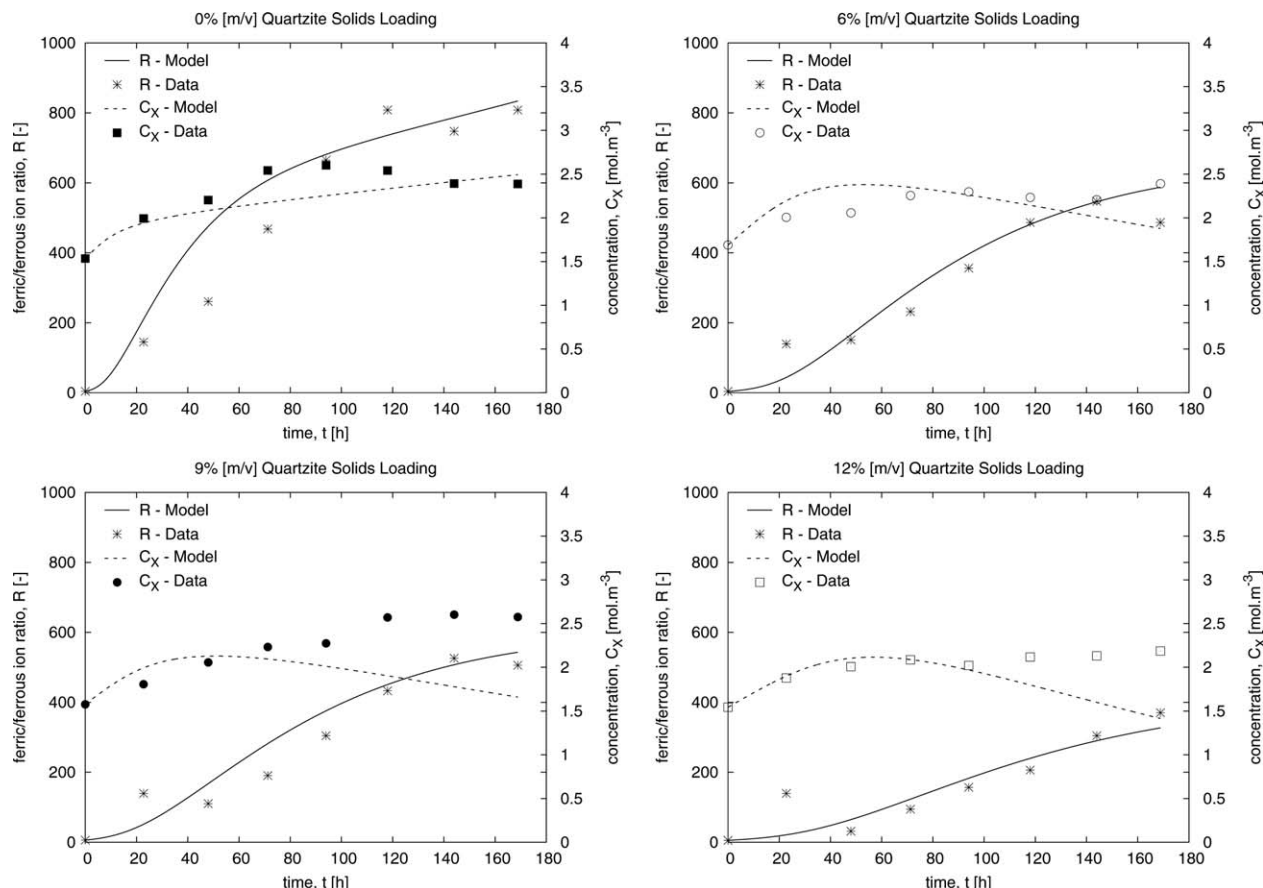 0% [m/v] Quartzite Solids Loading
ferric/ferrous ion ratio, R [-]
1000
800
600
400
200
0
R - Model
R - Data
C_X - Model
C_X - Data
4
3.5
3
2.5
2
1.5
1
0.5
0
concentration, C_X [mol.m^-3]
0 20 40 60 80 100 120 140 160 180
time, t [h]
6% [m/v] Quartzite Solids Loading
ferric/ferrous ion ratio, R [-]
1000
800
600
400
200
0
R - Model
R - Data
C_X - Model
C_X - Data
4
3.5
3
2.5
2
1.5
1
0.5
0
concentration, C_X [mol.m^-3]
0 20 40 60 80 100 120 140 160 180
time, t [h]
9% [m/v] Quartzite Solids Loading
ferric/ferrous ion ratio, R [-]
1000
800
600
400
200
0
R - Model
R - Data
C_X - Model
C_X - Data
4
3.5
3
2.5
2
1.5
1
0.5
0
concentration, C_X [mol.m^-3]
0 20 40 60 80 100 120 140 160 180
time, t [h]
12% [m/v] Quartzite Solids Loading
ferric/ferrous ion ratio, R [-]
1000
800
600
400
200
0
R - Model
R - Data
C_X - Model
C_X - Data
4
3.5
3
2.5
2
1.5
1
0.5
0
concentration, C_X [mol.m^-3]
0 20 40 60 80 100 120 140 160 180
time, t [h]